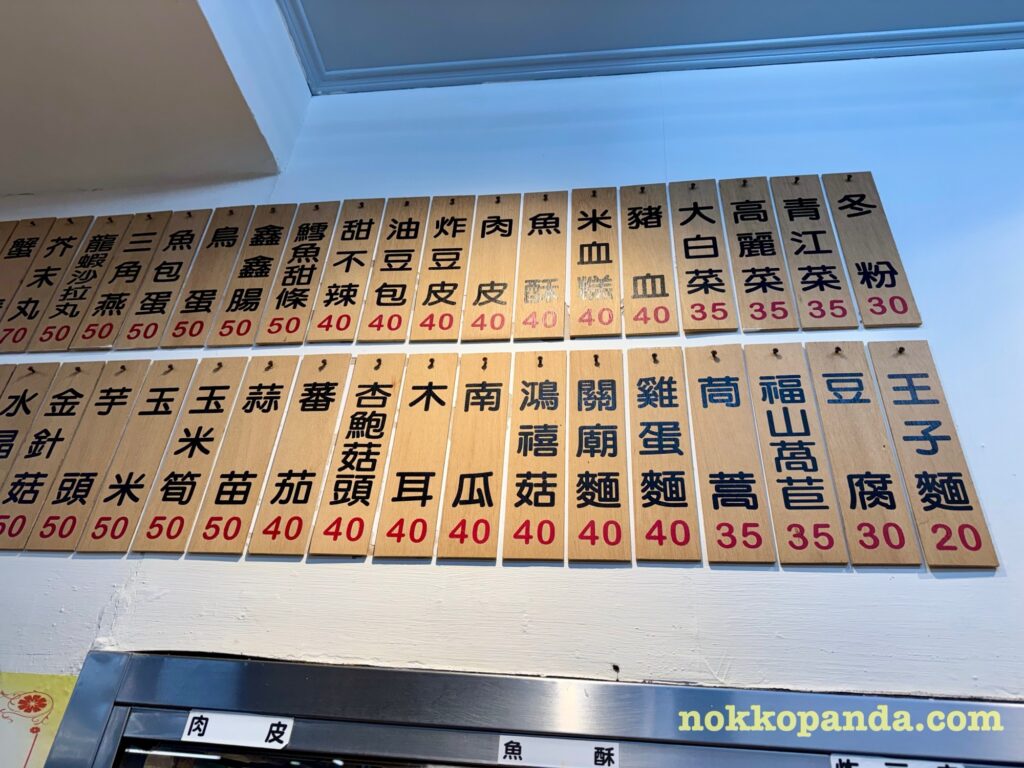 蟹丸
芥末丸 70
龍蝦沙拉丸 50
三角燕 50
魚包蛋 50
鳥蛋 50
鑫鑫腸 50
鱈魚甜條 50
甜不辣 40
油豆包 40
炸豆皮 40
肉皮 40
魚酥 40
米血糕 40
豬血 40
大白菜 35
高麗菜 35
青江菜 35
冬粉 30
水
金針菇 50
芋頭 50
玉米 50
玉米筍 50
蒜苗 50
蕃茄 40
杏鮑菇頭 40
木耳 40
南瓜 40
鴻禧菇 40
關廟麵 40
雞蛋麵 40
茼蒿 35
福山萵苣 35
豆腐 30
王子麵 20
肉皮
魚酥
nokkopanda.com